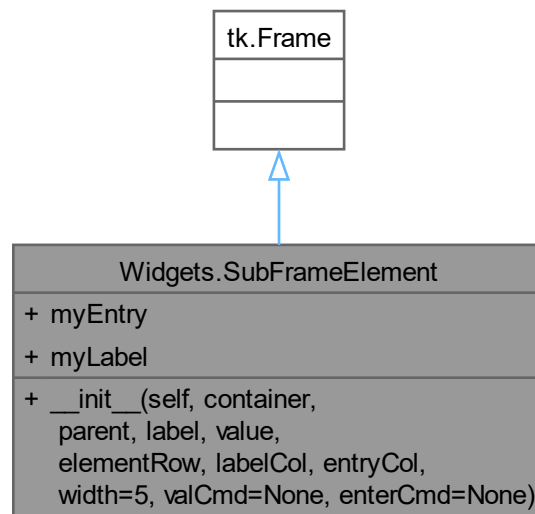 tk.Frame
Widgets.SubFrameElement
+ myEntry
+ myLabel
+ __init__(self, container,
parent, label, value,
elementRow, labelCol, entryCol,
width=5, valCmd=None, enterCmd=None)